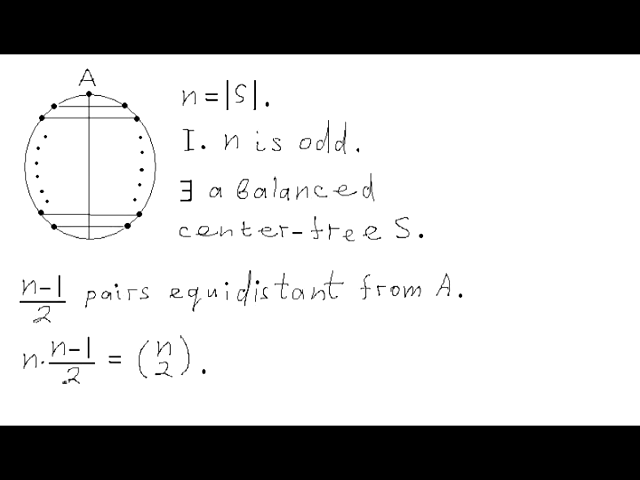 A
n = |S|.
I. n is odd.
∃ a balanced
center-free S.
n-1
2
pairs equidistant from A.
n · n-1/2 = (n 2).